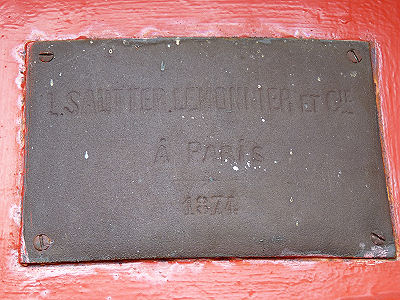 L. SAUTTER, LEMONNIER ET CIE
À PARIS
1874